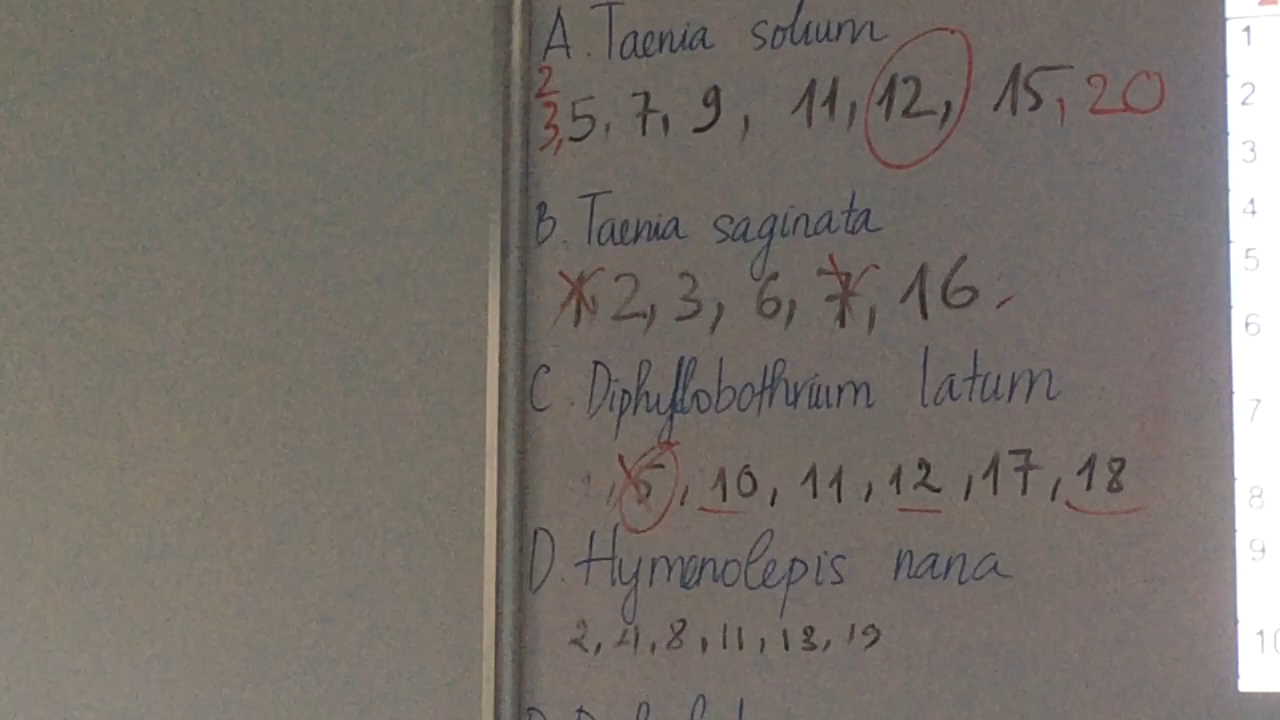 A. Taenia solium
2
3, 5, 7, 9, 11, 12, 15, 20
B. Taenia saginata
2, 3, 6, 7, 16
C. Diphyllobothrium latum
5, 10, 11, 12, 17, 18
D. Hymenolepis nana
2, 4, 8, 11, 13, 19
1
2
3
4
5
6
7
8
9
10